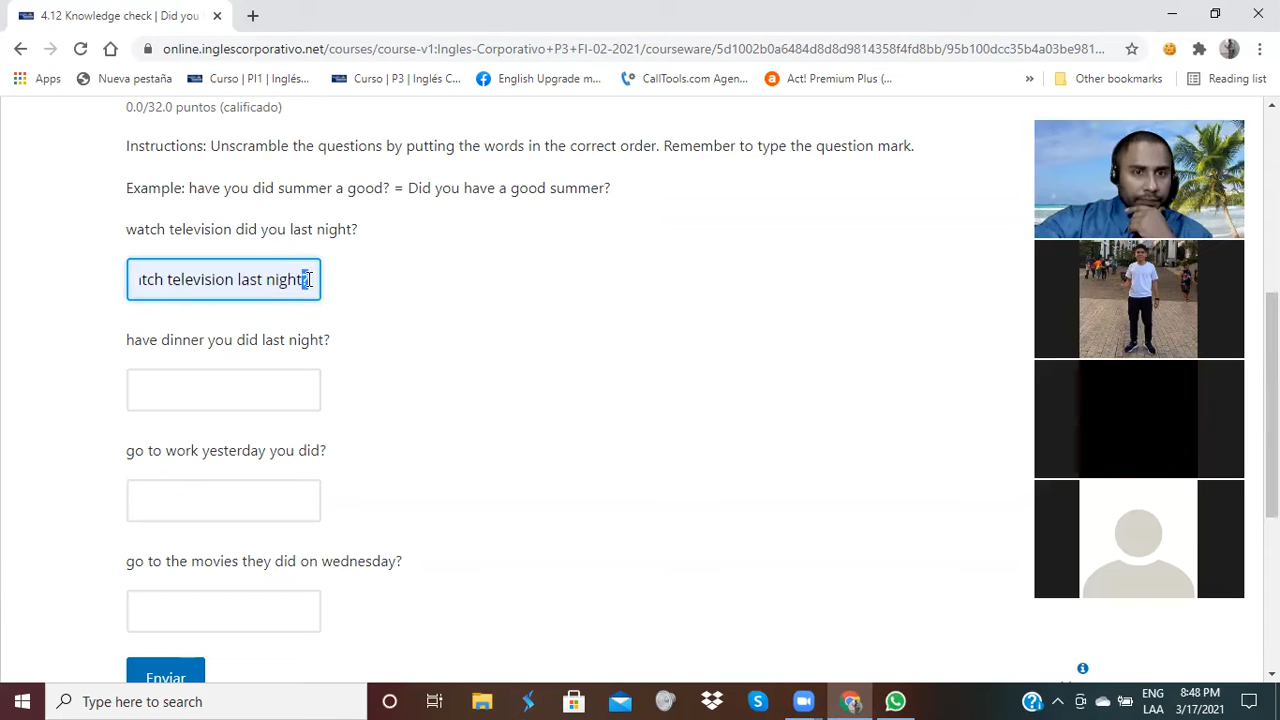 4.12 Knowledge check | Did you
online.inglescorporativo.net/courses/course-v1:Ingles-Corporativo+P3+FI-02-2021/courseware/5d1002b0a6484d8d8d9814358f4fd8bb/95b100dcc35b4a03be981...
Apps Nueva pestaña Curso | PI1 | Inglés... Curso | P3 | Inglés C... English Upgrade m... CallTools.com Agen... Act! Premium Plus (... » Other bookmarks Reading list
0.0/32.0 puntos (calificado)
Instructions: Unscramble the questions by putting the words in the correct order. Remember to type the question mark.
Example: have you did summer a good? = Did you have a good summer?
watch television did you last night?
tch television last night?
have dinner you did last night?
go to work yesterday you did?
go to the movies they did on wednesday?
Enviar
Type here to search
ENG 8:48 PM
LAA 3/17/2021